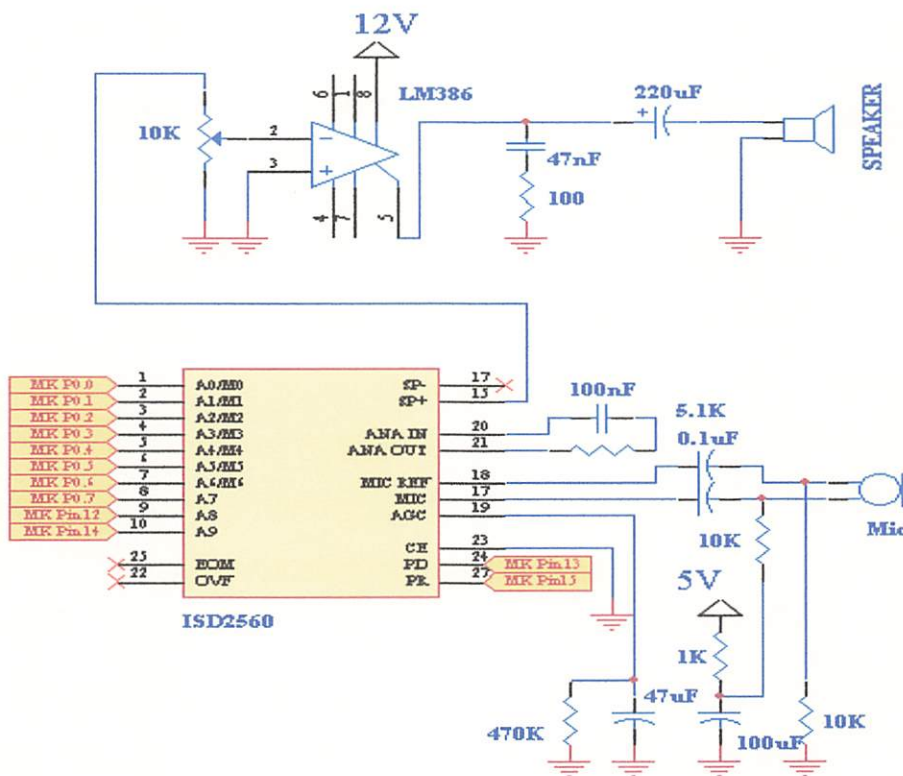 12V
LM386
6
1
8
10K
2
3
4
7
5
220uF
+
47nF
100
SPEAKER
MK P0.0
MK P0.1
MK P0.2
MK P0.3
MK P0.4
MK P0.5
MK P0.6
MK P0.7
MK Pin12
MK Pin14
1
2
3
4
5
6
7
8
9
10
25
22
A0/M0
A1/M1
A2/M2
A3/M3
A4/M4
A5/M5
A6/M6
A7
A8
A9
EOM
OVF
SP-
SP+
ANA IN
ANA OUT
MIC REF
MIC
AGC
CE
PD
PR
17
15
20
21
18
17
19
23
24
27
MK Pin13
MK Pin15
ISD2560
100nF
5.1K
0.1uF
Mic
10K
5V
1K
470K
47uF
100uF
10K